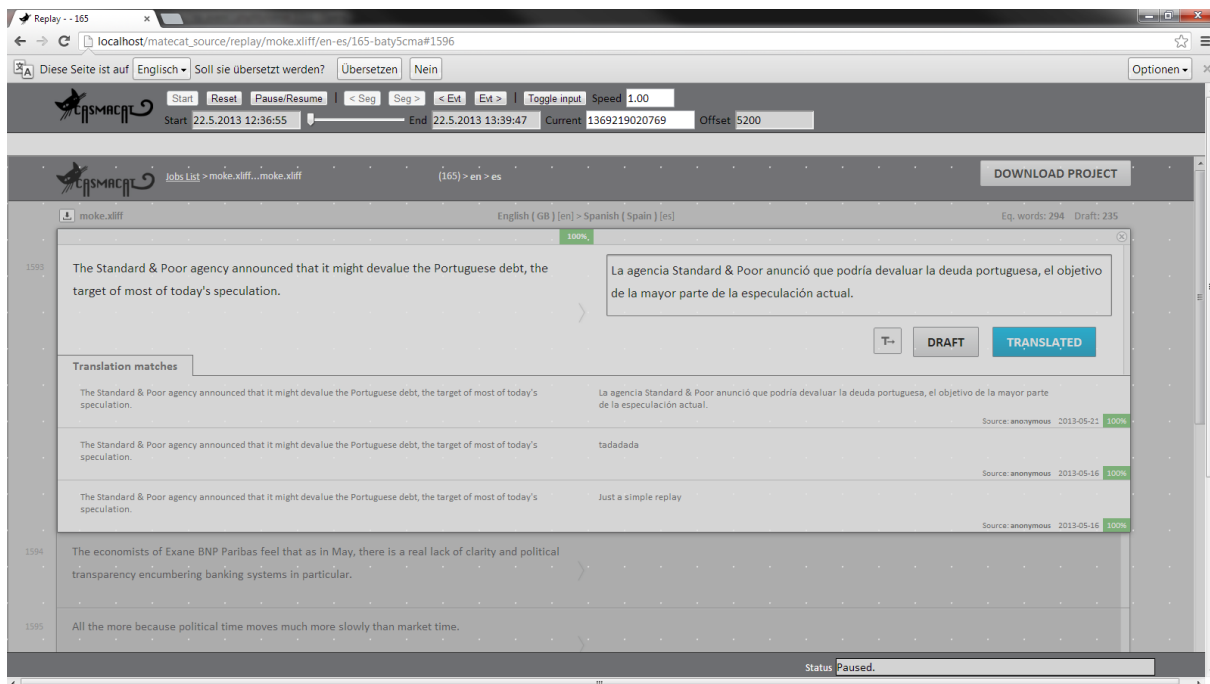 Replay - - 165
localhost/matecat_source/replay/moke.xliff/en-es/165-baty5cma#1596
Diese Seite ist auf Englisch Soll sie übersetzt werden? Übersetzen Nein Optionen
CASMACAT
Start Reset Pause/Resume < Seg Seg > < Evt Evt > Toggle input Speed 1.00
Start 22.5.2013 12:36:55 End 22.5.2013 13:39:47 Current 1369219020769 Offset 5200
CASMACAT Jobs List > moke.xliff...moke.xliff (165) > en > es DOWNLOAD PROJECT
moke.xliff English ( GB ) [en] > Spanish ( Spain ) [es] Eq. words: 294 Draft: 235
100%
1593
The Standard & Poor agency announced that it might devalue the Portuguese debt, the
target of most of today's speculation.
La agencia Standard & Poor anunció que podría devaluar la deuda portuguesa, el objetivo
de la mayor parte de la especulación actual.
T→ DRAFT TRANSLATED
Translation matches
The Standard & Poor agency announced that it might devalue the Portuguese debt, the target of most of today's
speculation.
La agencia Standard & Poor anunció que podría devaluar la deuda portuguesa, el objetivo de la mayor parte
de la especulación actual.
Source: anonymous 2013-05-21 100%
The Standard & Poor agency announced that it might devalue the Portuguese debt, the target of most of today's
speculation.
tadadada
Source: anonymous 2013-05-16 100%
The Standard & Poor agency announced that it might devalue the Portuguese debt, the target of most of today's
speculation.
Just a simple replay
Source: anonymous 2013-05-16 100%
1594
The economists of Exane BNP Paribas feel that as in May, there is a real lack of clarity and political
transparency encumbering banking systems in particular.
1595
All the more because political time moves much more slowly than market time.
Status Paused.